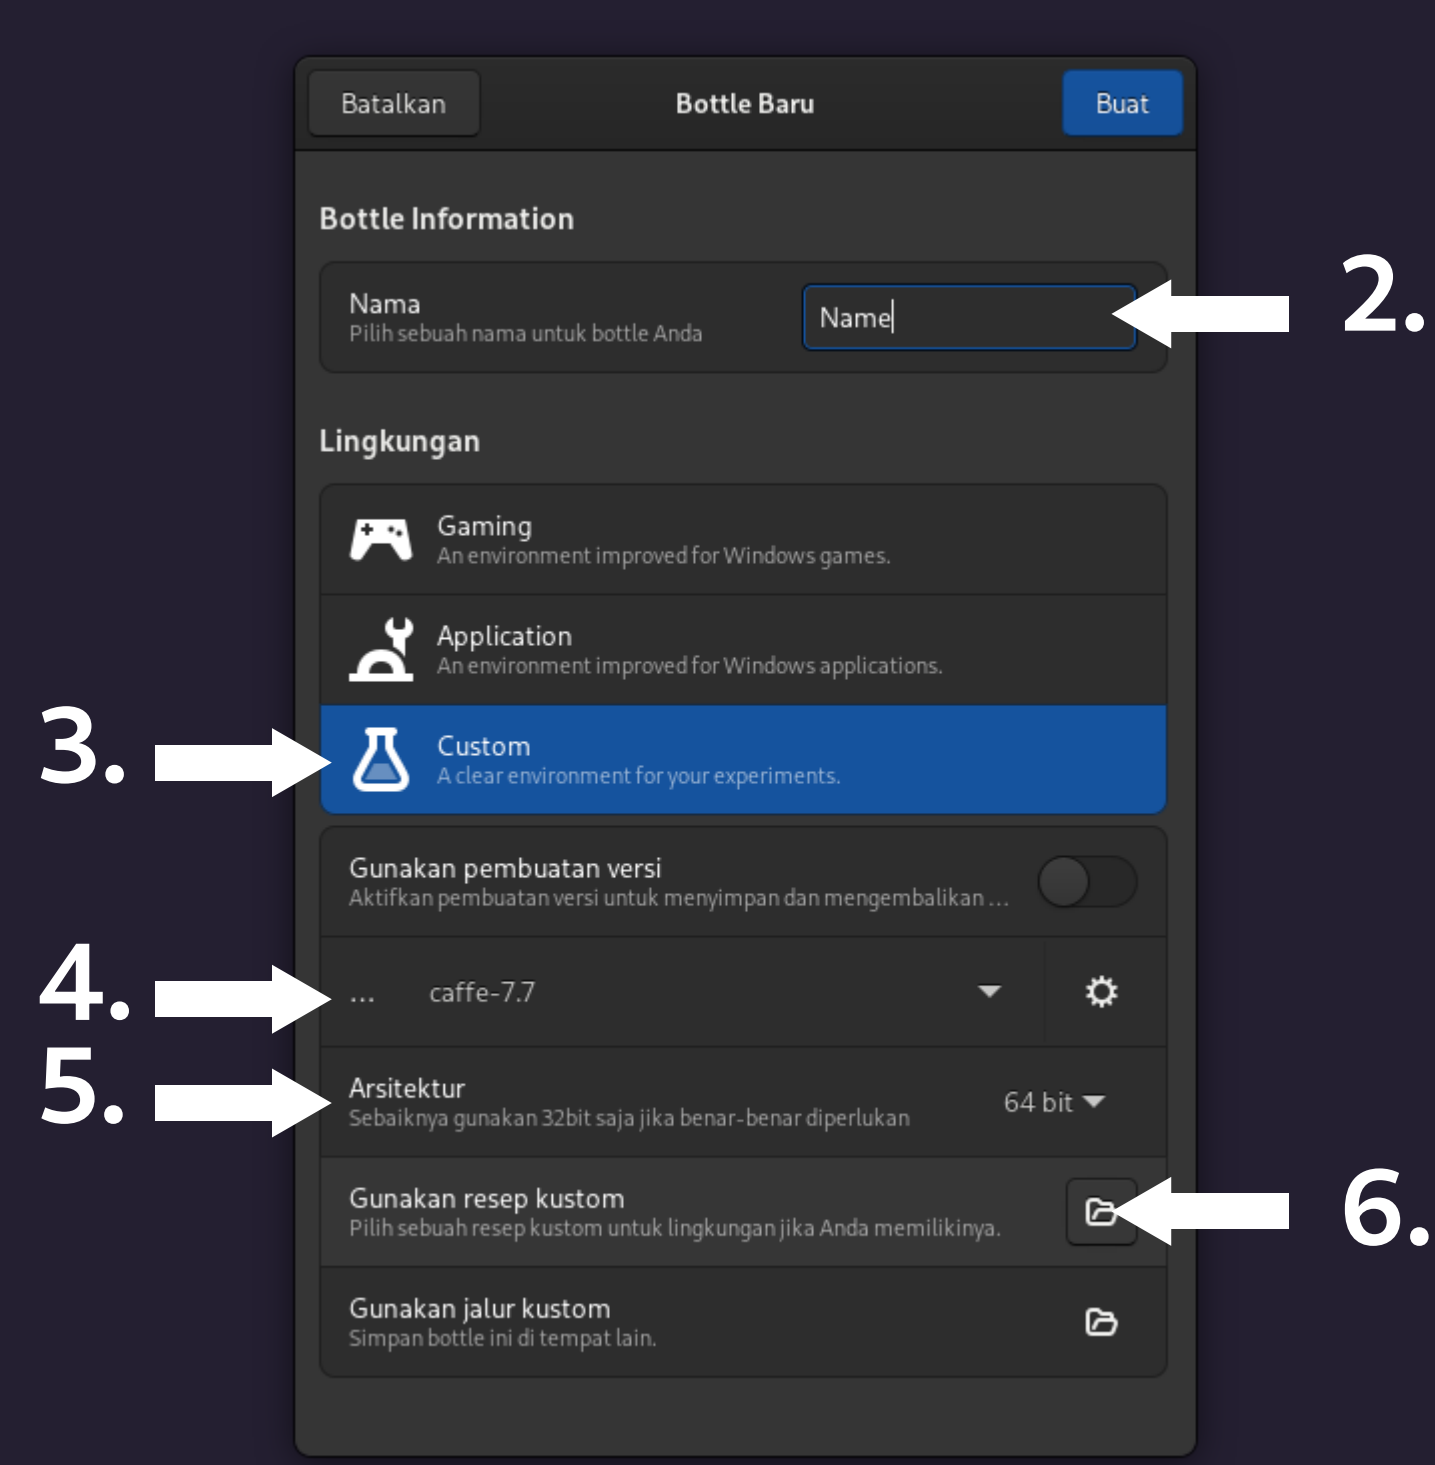 Batalkan
Bottle Baru
Buat
Bottle Information
Nama
Pilih sebuah nama untuk bottle Anda
Name
2.
Lingkungan
Gaming
An environment improved for Windows games.
Application
An environment improved for Windows applications.
3.
Custom
A clear environment for your experiments.
Gunakan pembuatan versi
Aktifkan pembuatan versi untuk menyimpan dan mengembalikan ...
4.
... caffe-7.7
5.
Arsitektur
Sebaiknya gunakan 32bit saja jika benar-benar diperlukan
64 bit
Gunakan resep kustom
Pilih sebuah resep kustom untuk lingkungan jika Anda memilikinya.
6.
Gunakan jalur kustom
Simpan bottle ini di tempat lain.